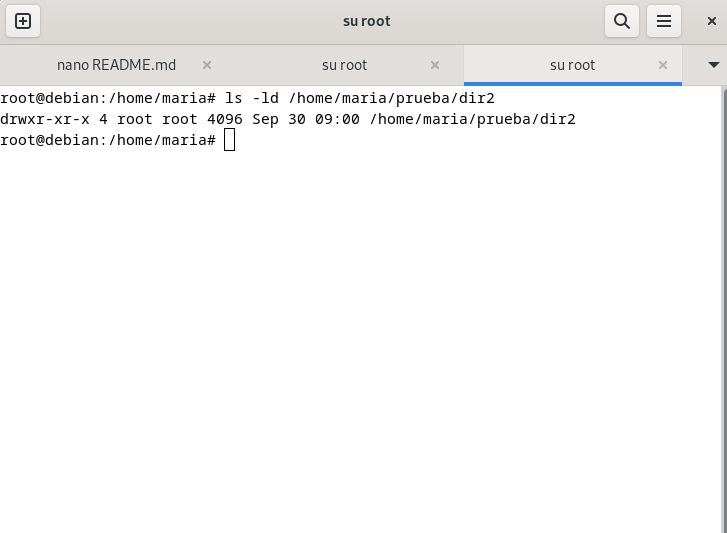 su root
nano README.md
su root
su root
root@debian:/home/maria# ls -ld /home/maria/prueba/dir2
drwxr-xr-x 4 root root 4096 Sep 30 09:00 /home/maria/prueba/dir2
root@debian:/home/maria#